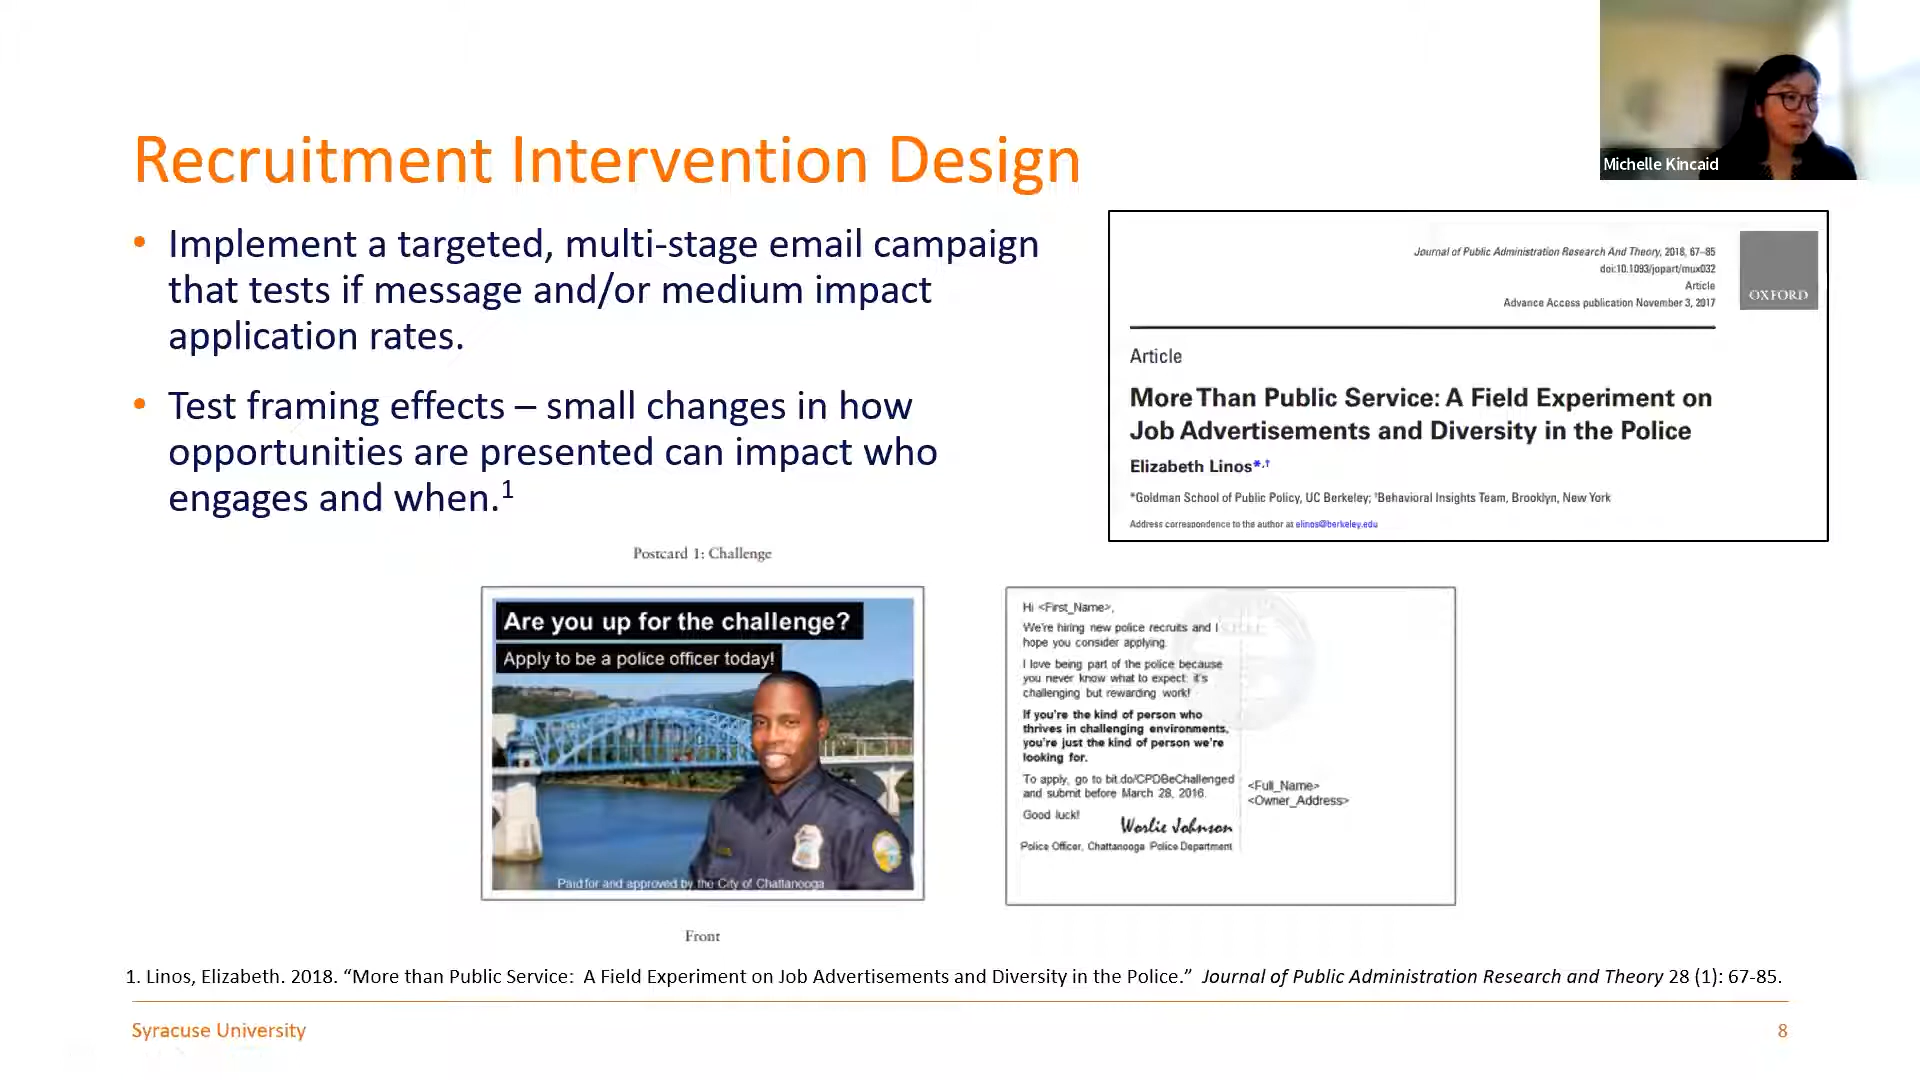 Michelle Kincaid
Recruitment Intervention Design
• Implement a targeted, multi-stage email campaign
that tests if message and/or medium impact
application rates.
• Test framing effects – small changes in how
opportunities are presented can impact who
engages and when.1
Journal of Public Administration Research And Theory, 2018, 67–85
doi:10.1093/jopart/mux032
Article
Advance Access publication November 3, 2017
OXFORD
Article
More Than Public Service: A Field Experiment on
Job Advertisements and Diversity in the Police
Elizabeth Linos*,†
*Goldman School of Public Policy, UC Berkeley; †Behavioral Insights Team, Brooklyn, New York
Address correspondence to the author at elinos@berkeley.edu
Postcard 1: Challenge
Are you up for the challenge?
Apply to be a police officer today!
Paid for and approved by the City of Chattanooga
Front
Hi <First_Name>,
We're hiring new police recruits and I
hope you consider applying.
I love being part of the police because
you never know what to expect: it's
challenging but rewarding work!
If you're the kind of person who
thrives in challenging environments,
you're just the kind of person we're
looking for.
To apply, go to bit.do/CPDBeChallenged
and submit before March 28, 2016.
Good luck!
Worlie Johnson
Police Officer, Chattanooga Police Department
<Full_Name>
<Owner_Address>
1. Linos, Elizabeth. 2018. “More than Public Service: A Field Experiment on Job Advertisements and Diversity in the Police.” Journal of Public Administration Research and Theory 28 (1): 67-85.
Syracuse University
8